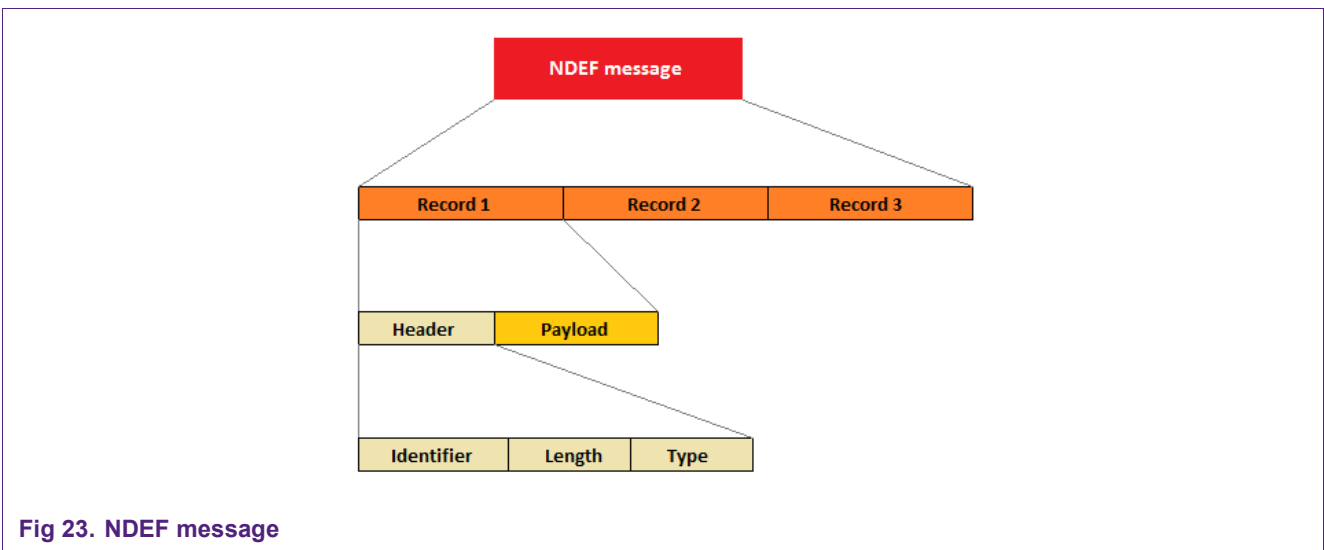 NDEF message
Record 1 Record 2 Record 3
Header Payload
Identifier Length Type
Fig 23. NDEF message